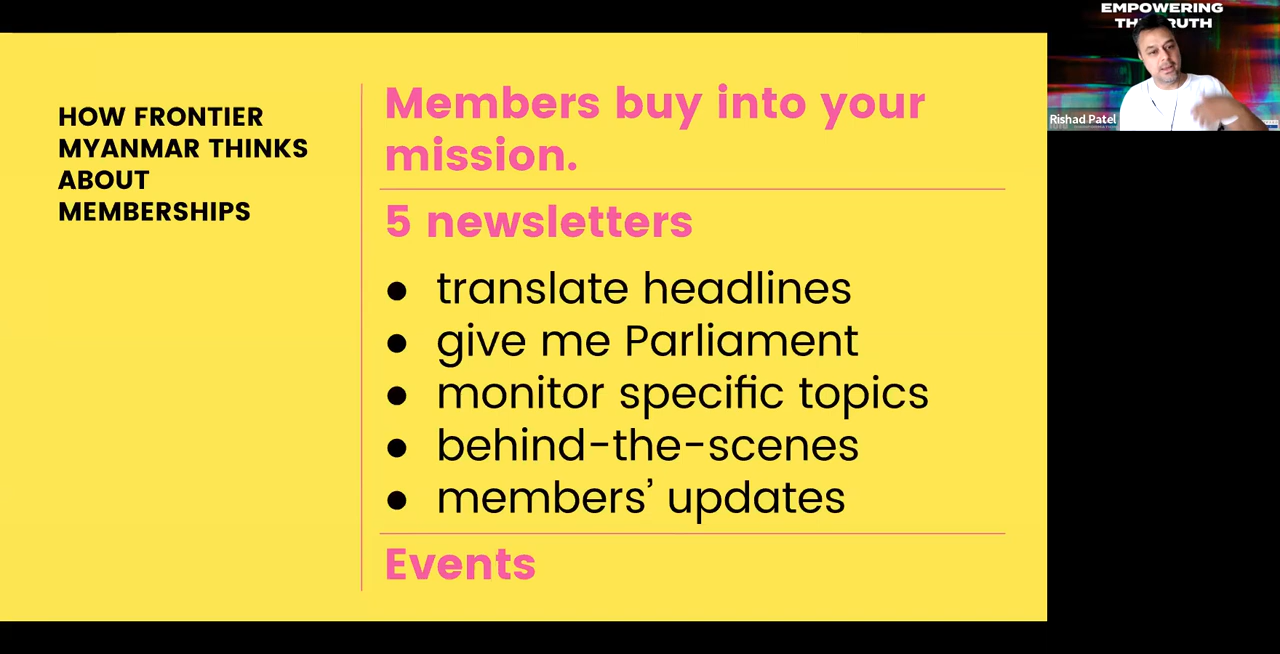 HOW FRONTIER
MYANMAR THINKS
ABOUT
MEMBERSHIPS
Members buy into your
mission.
5 newsletters
● translate headlines
● give me Parliament
● monitor specific topics
● behind-the-scenes
● members’ updates
Events
EMPOWERING
Rishad Patel